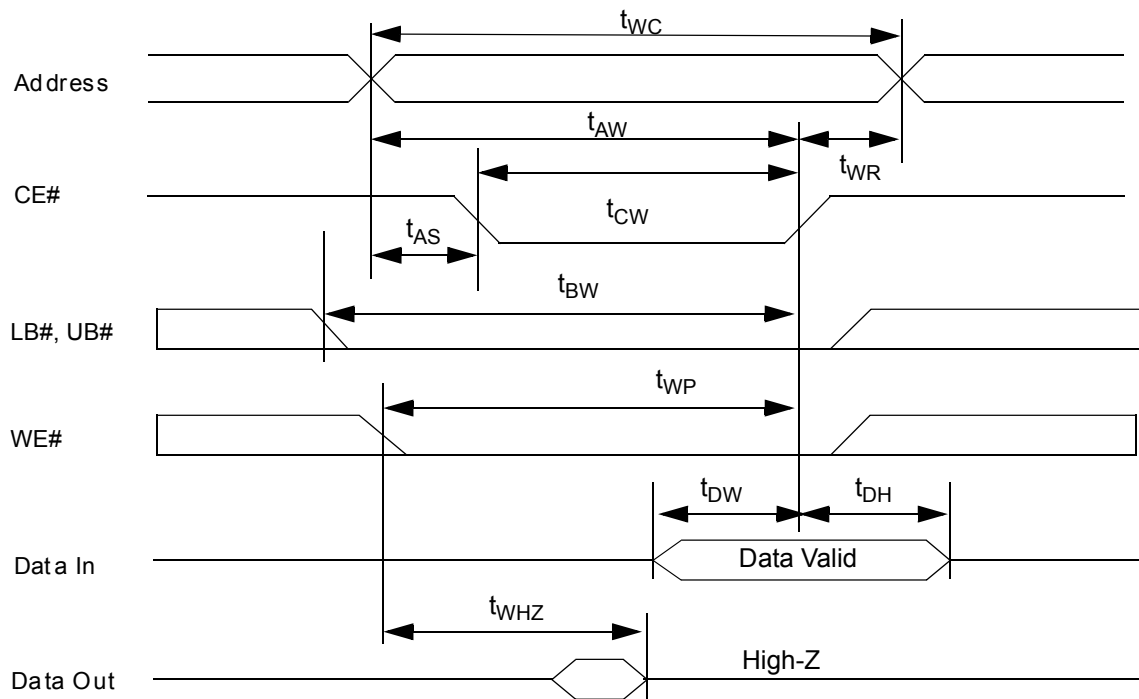 tWC
Address
tAW
tWR
CE#
tCW
tAS
tBW
LB#, UB#
tWP
WE#
tDW
tDH
Data In
Data Valid
tWHZ
High-Z
Data Out